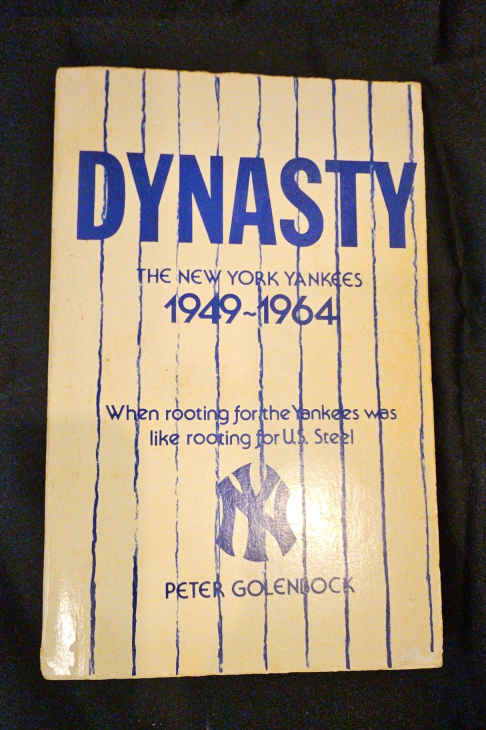 DYNASTY
THE NEW YORK YANKEES
1949~1964
When rooting for the Yankees was
like rooting for U.S. Steel
NY
PETER GOLENBOCK